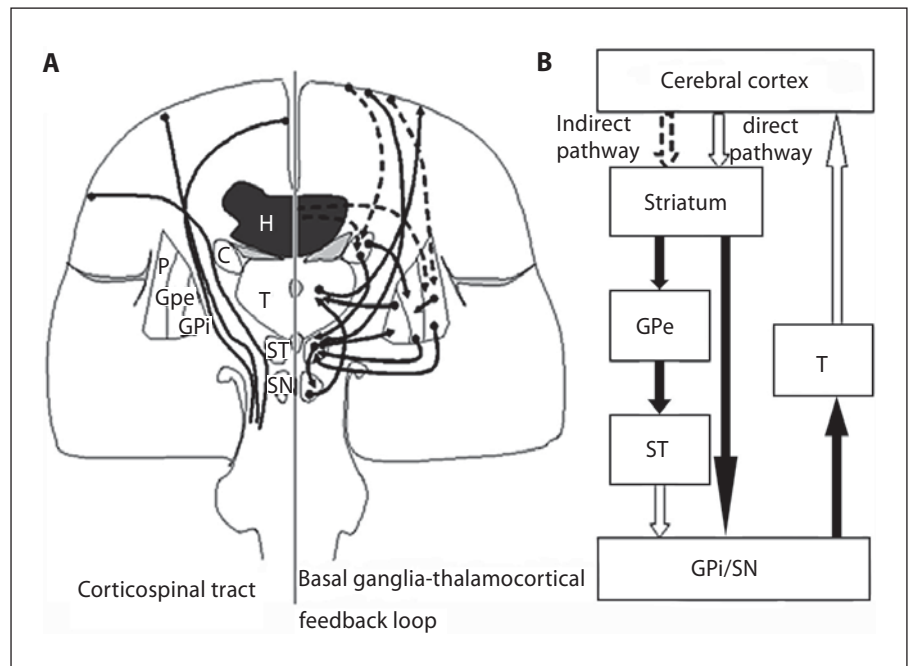 A
H
C
P
Gpe
GPi
T
ST
SN
Corticospinal tract
Basal ganglia-thalamocortical
feedback loop
B
Cerebral cortex
Indirect
pathway
direct
pathway
Striatum
GPe
T
ST
GPi/SN